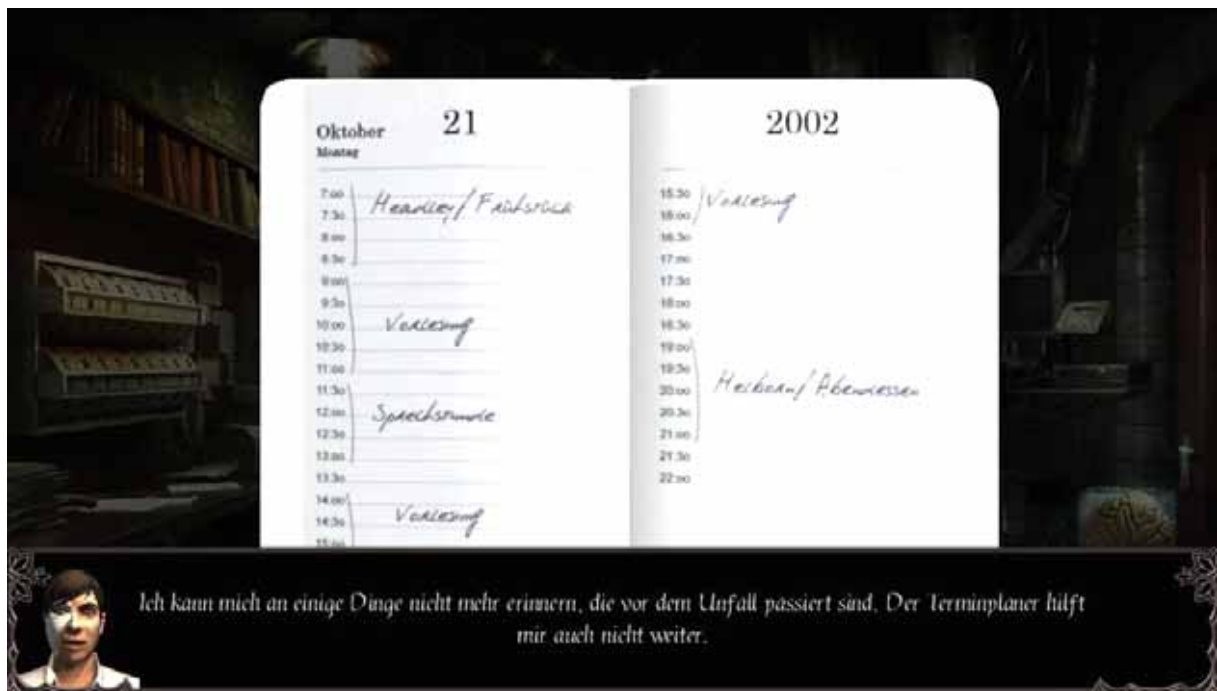 Oktober 21
Montag
7:00
7:30
Headley / Frühstück
8:00
8:30
9:00
9:30
10:00 Vorlesung
10:30
11:00
11:30
12:00 Sprechstunde
12:30
13:00
13:30
14:00
14:30 Vorlesung
15:00
2002
15:30 Vorlesung
16:00
16:30
17:00
17:30
18:00
18:30
19:00
19:30
20:00 / Abendessen
20:30
21:00
21:30
22:00
Ich kann mich an einige Dinge nicht mehr erinnern, die vor dem Unfall passiert sind. Der Terminplaner hilft
mir auch nicht weiter.